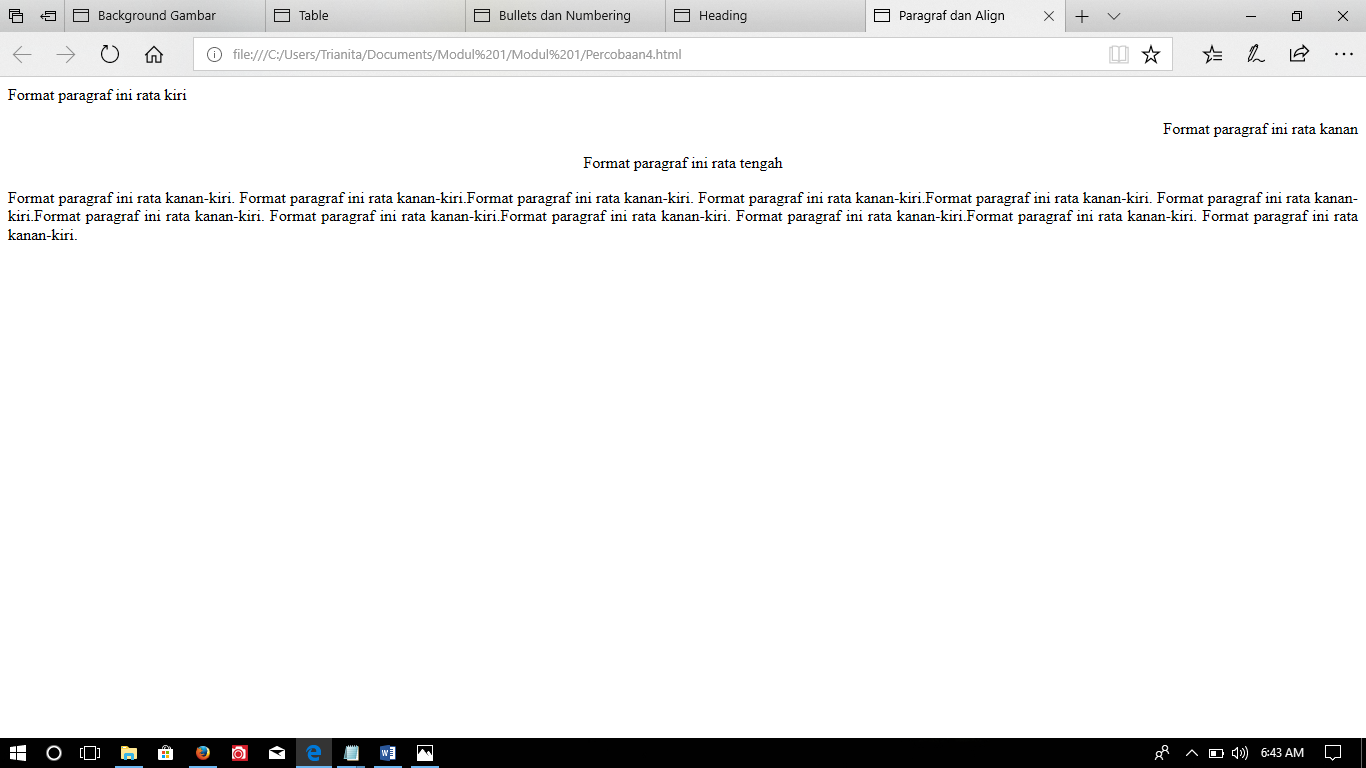 Background Gambar
Table
Bullets dan Numbering
Heading
Paragraf dan Align
file:///C:/Users/Trianita/Documents/Modul%201/Modul%201/Percobaan4.html
Format paragraf ini rata kiri
Format paragraf ini rata kanan
Format paragraf ini rata tengah
Format paragraf ini rata kanan-kiri. Format paragraf ini rata kanan-kiri.Format paragraf ini rata kanan-kiri. Format paragraf ini rata kanan-kiri.Format paragraf ini rata kanan-kiri. Format paragraf ini rata kanan-
kiri.Format paragraf ini rata kanan-kiri. Format paragraf ini rata kanan-kiri.Format paragraf ini rata kanan-kiri. Format paragraf ini rata kanan-kiri.Format paragraf ini rata kanan-kiri. Format paragraf ini rata
kanan-kiri.
6:43 AM